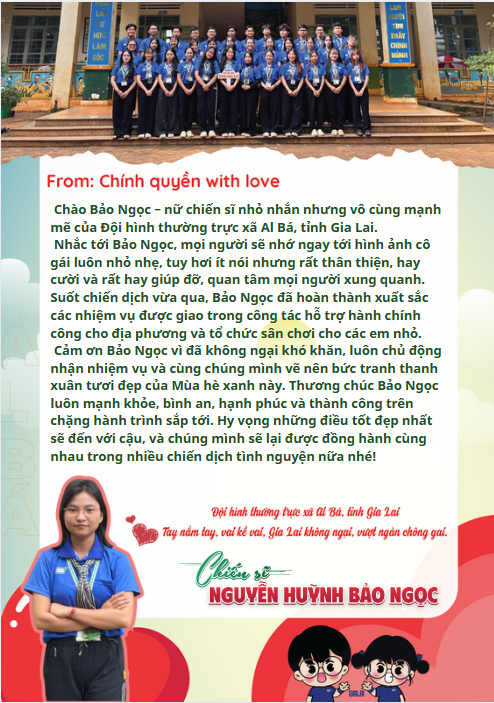 From: Chính quyền with love
Chào Bảo Ngọc – nữ chiến sĩ nhỏ nhắn nhưng vô cùng mạnh
mẽ của Đội hình thường trực xã Al Bá, tỉnh Gia Lai.
Nhắc tới Bảo Ngọc, mọi người sẽ nhớ ngay tới hình ảnh cô
gái luôn nhỏ nhẹ, tuy hơi ít nói nhưng rất thân thiện, hay
cười và rất hay giúp đỡ, quan tâm mọi người xung quanh.
Suốt chiến dịch vừa qua, Bảo Ngọc đã hoàn thành xuất sắc
các nhiệm vụ được giao trong công tác hỗ trợ hành chính
công cho địa phương và tổ chức sân chơi cho các em nhỏ.
Cảm ơn Bảo Ngọc vì đã không ngại khó khăn, luôn chủ động
nhận nhiệm vụ và cùng chúng mình vẽ nên bức tranh thanh
xuân tươi đẹp của Mùa hè xanh này. Thương chúc Bảo Ngọc
luôn mạnh khỏe, bình an, hạnh phúc và thành công trên
chặng hành trình sắp tới. Hy vọng những điều tốt đẹp nhất
sẽ đến với cậu, và chúng mình sẽ lại được đồng hành cùng
nhau trong nhiều chiến dịch tình nguyện nữa nhé!
Đội hình thường trực xã Al Bá, tỉnh Gia Lai
Tay nắm tay, vai kề vai, Gia Lai không ngại, vượt ngàn chông gai.
Chiến sĩ
NGUYỄN HUỲNH BẢO NGỌC
AL BÁ